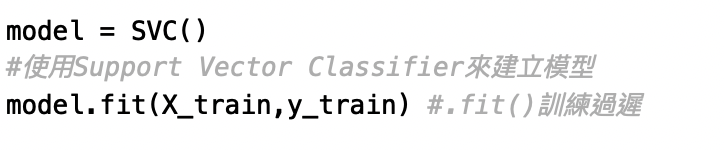 model = SVC()
#使用Support Vector Classifier來建立模型
model.fit(X_train,y_train) #.fit()訓練過遲